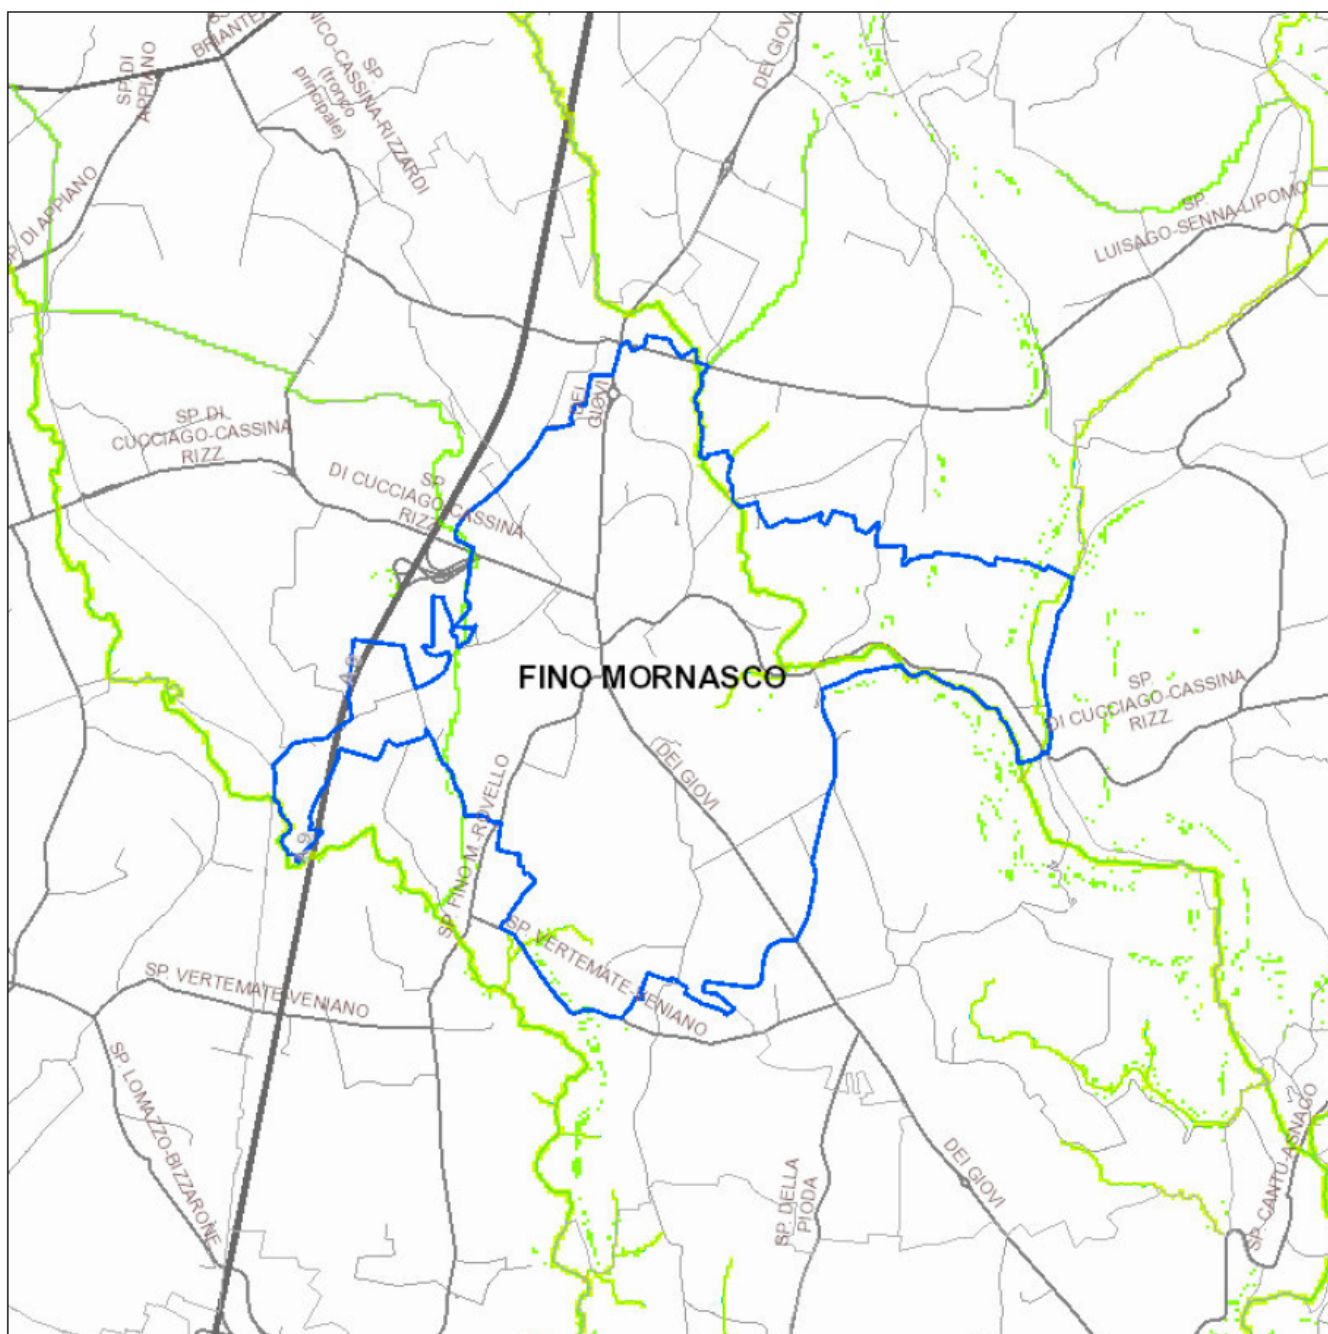 BRIANTEA
SP. DI
APPIANO
NICO-CASSINA-RIZZARDI
SP.
(tronco
principale)
DEI GIOVI
SP. DI APPIANO
SP.
LUISAGO-SENNA-LIPOMO
DEI
GIOVI
SP. DI
CUCCIAGO-CASSINA
RIZZ
SP.
DI CUCCIAGO-CASSINA
RIZZ
A9
FINO MORNASCO
SP.
DI CUCCIAGO-CASSINA
RIZZ
DEI GIOVI
SP. FINO M.-ROVELLO
A9
SP. VERTEMATE-VENIANO
SP. VERTEMATE-VENIANO
SP. LOMAZZO-BIZZARONE
SP. DELLA
PIODA
DEI GIOVI
SP. CANTU-ASNAGO